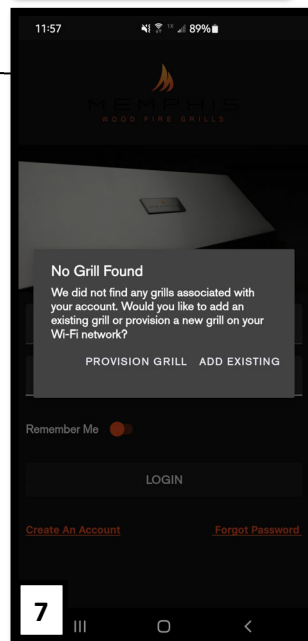 11:57
89%
MEMPHIS
WOOD FIRE GRILLS
No Grill Found
We did not find any grills associated with
your account. Would you like to add an
existing grill or provision a new grill on your
Wi-Fi network?
PROVISION GRILL ADD EXISTING
Remember Me
LOGIN
Create An Account Forgot Password
7